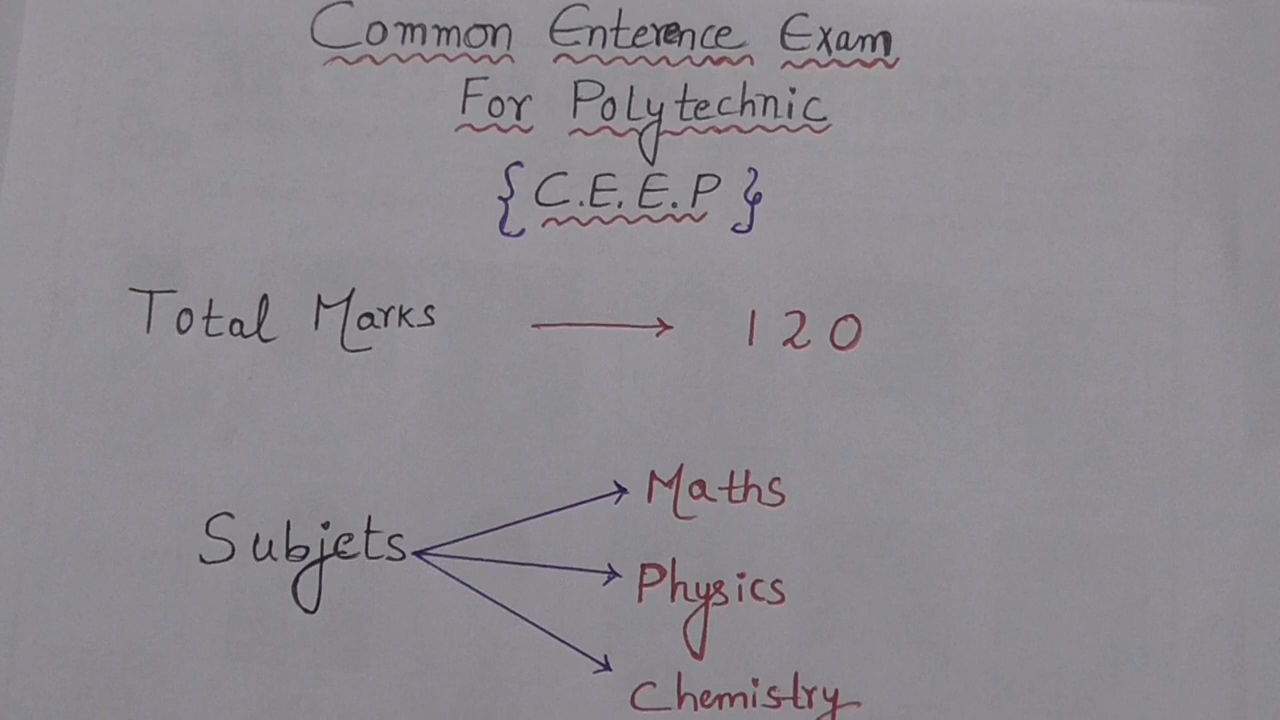 Common Enterence Exam
For Polytechnic
{C.E.E.P}
Total Marks → 120
Maths
Subjets
Physics
Chemistry